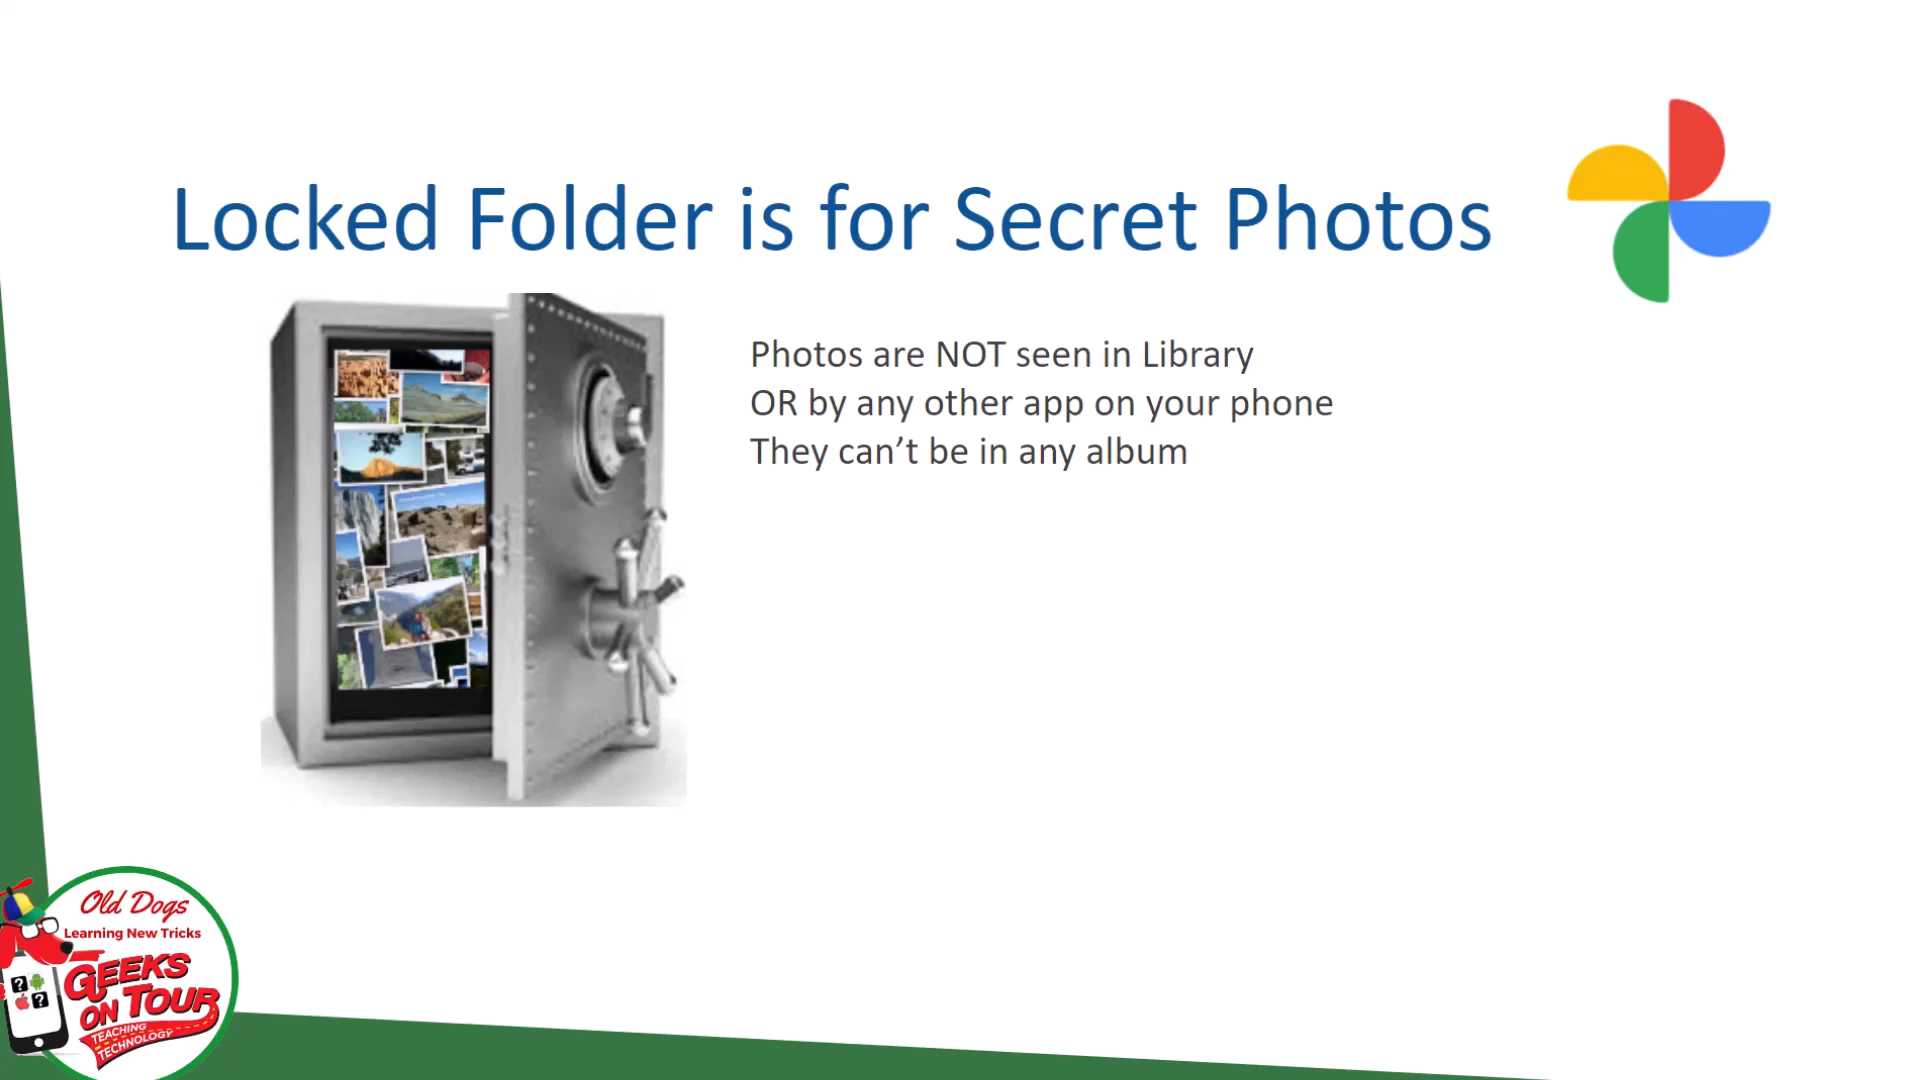 Locked Folder is for Secret Photos
Photos are NOT seen in Library
OR by any other app on your phone
They can’t be in any album
Old Dogs
Learning New Tricks
GEEKS
ON TOUR
TEACHING
TECHNOLOGY
? 
?